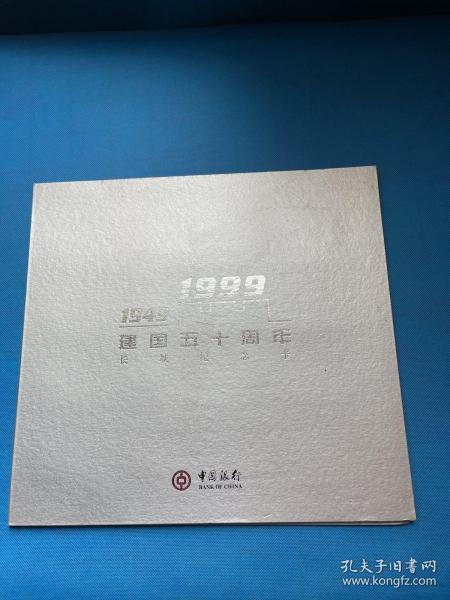 1999
1949
建国五十周年
长城纪念卡
中国银行
BANK OF CHINA
孔夫子旧书网
www.kongfz.com